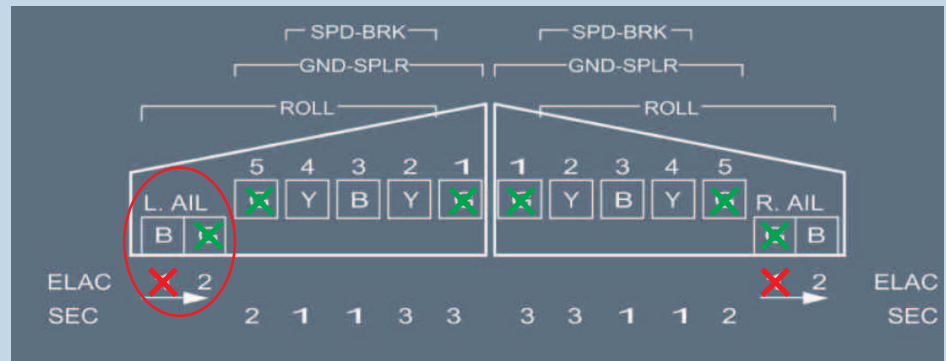 SPD-BRK SPD-BRK
GND-SPLR GND-SPLR
ROLL ROLL
5 4 3 2 1 1 2 3 4 5
L. AIL Y B Y Y B Y R. AIL
B B
ELAC 2 2 ELAC
SEC 2 1 1 3 3 3 3 1 1 2 SEC